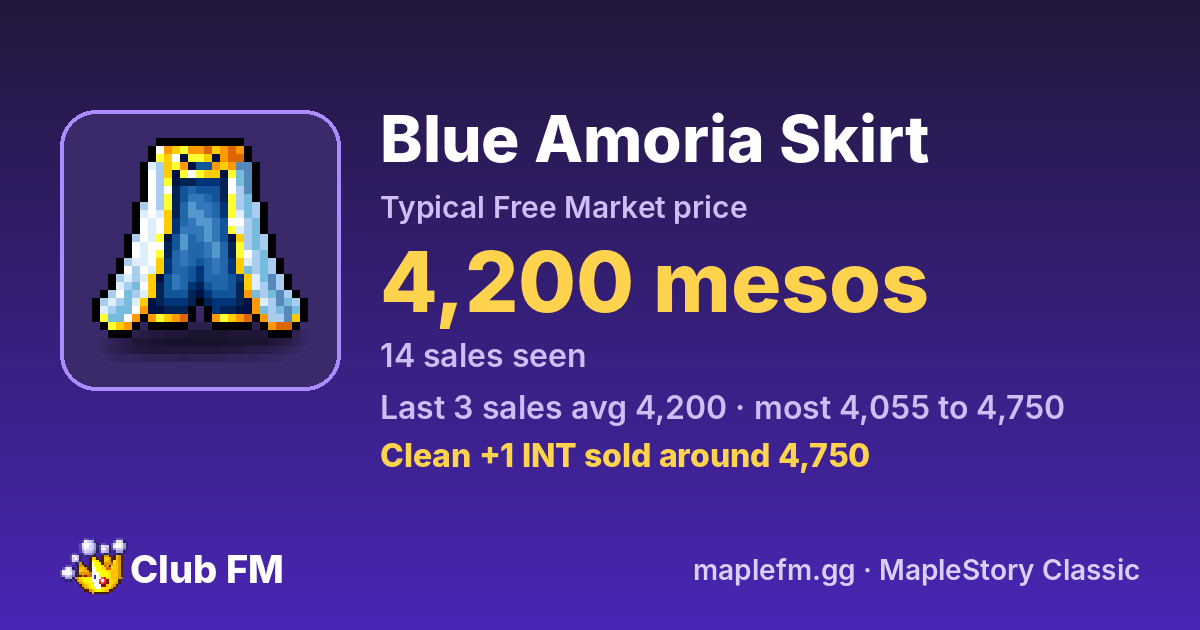 Blue Amoria Skirt
Typical Free Market price
4,200 mesos
14 sales seen
Last 3 sales avg 4,200 · most 4,055 to 4,750
Clean +1 INT sold around 4,750
Club FM
maplefm.gg · MapleStory Classic